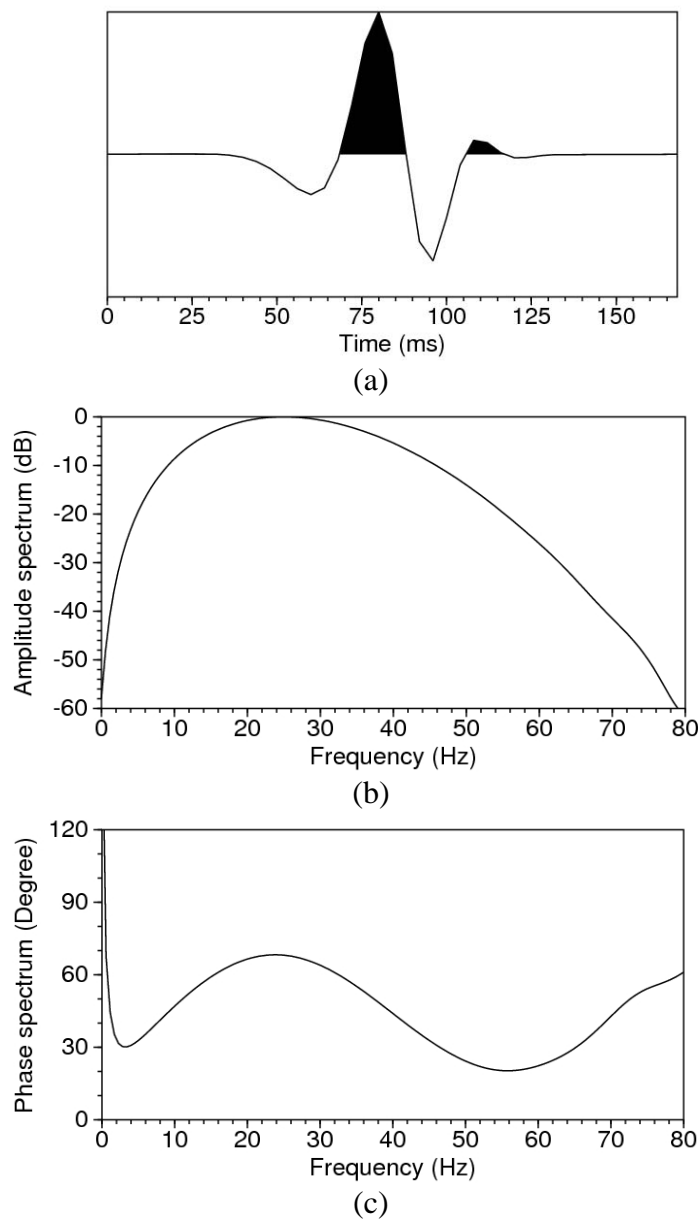 0 25 50 75 100 125 150
Time (ms)
(a)
Amplitude spectrum (dB)
0
-10
-20
-30
-40
-50
-60
0 10 20 30 40 50 60 70 80
Frequency (Hz)
(b)
Phase spectrum (Degree)
120
90
60
30
0
0 10 20 30 40 50 60 70 80
Frequency (Hz)
(c)